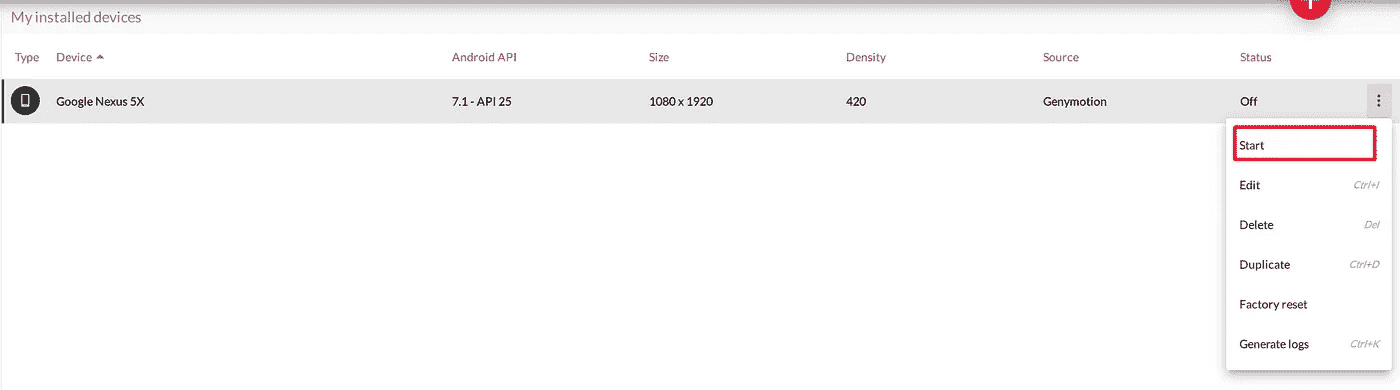 My installed devices
Type Device Android API Size Density Source Status
Google Nexus 5X 7.1 - API 25 1080 x 1920 420 Genymotion Off
Start
Edit Ctrl+I
Delete Del
Duplicate Ctrl+D
Factory reset
Generate logs Ctrl+K